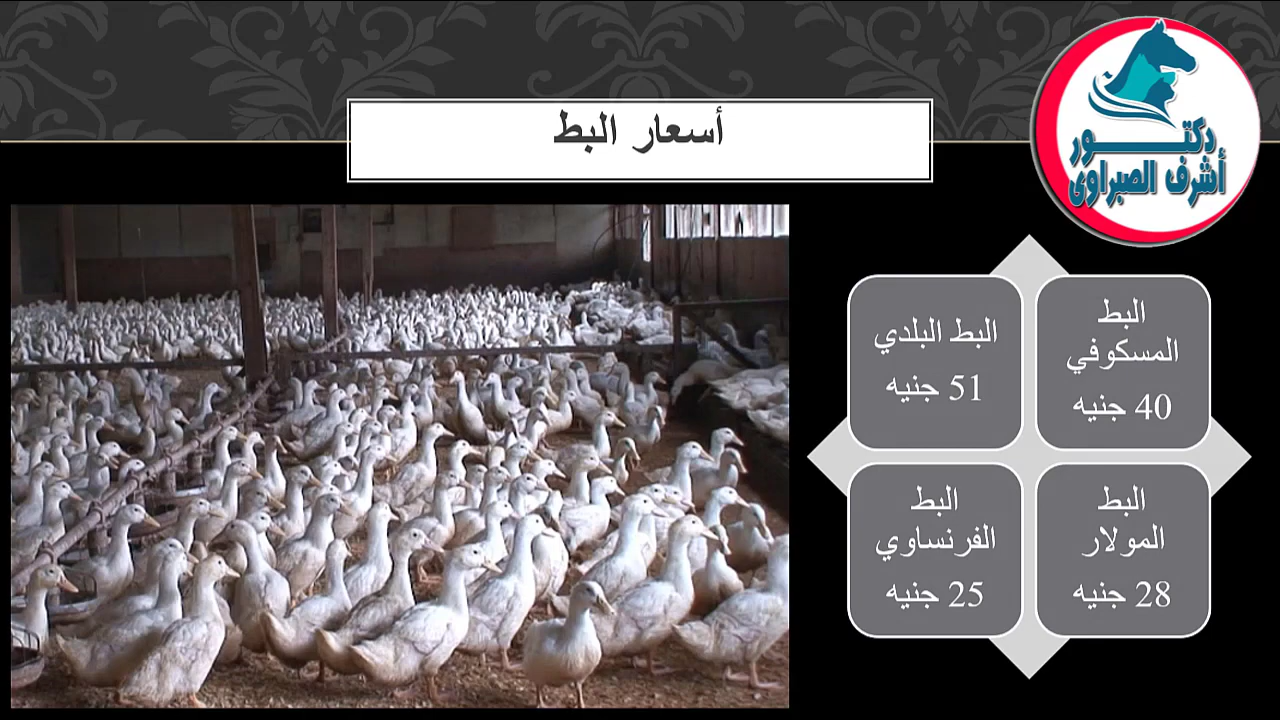 أسعار البط
دكتور
أشرف الصبراوى
البط
المسكوفي
40 جنيه
البط البلدي
51 جنيه
البط
المولار
28 جنيه
البط
الفرنساوي
25 جنيه